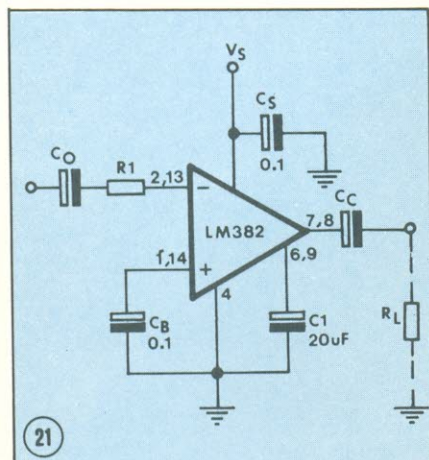 VS
CS
0.1
CO
R1
2,13
−
LM382
7,8
CC
6,9
f,14
+
4
CB
0.1
C1
20uF
RL
21